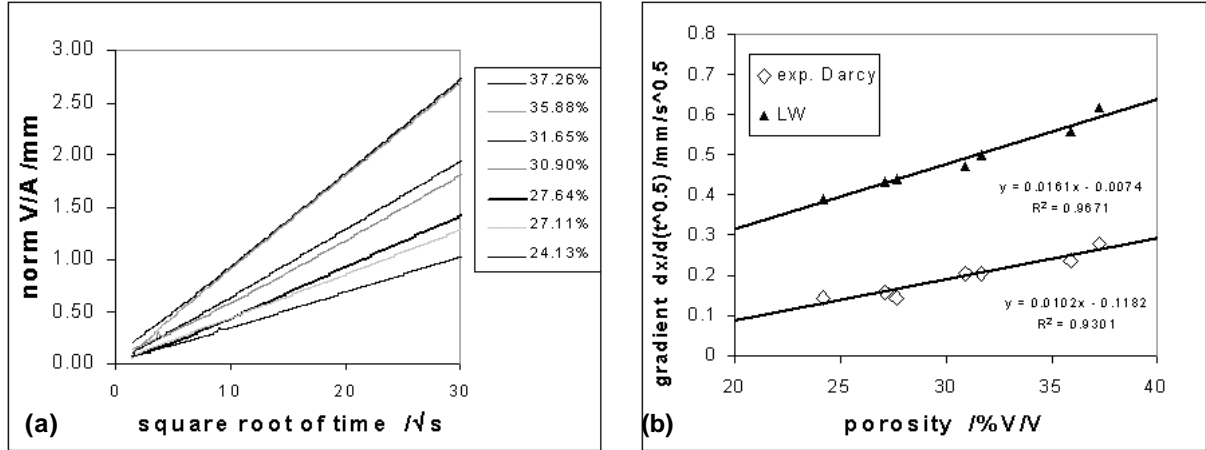 3.00
2.50
2.00
1.50
1.00
0.50
0.00
norm V/A /mm
0
10
20
30
square root of time /√s
(a)
37.26%
35.88%
31.65%
30.90%
27.64%
27.11%
24.13%
0.8
0.7
0.6
0.5
0.4
0.3
0.2
0.1
0
gradient dx/d(t^0.5) /mm/s^0.5
exp. Darcy
LW
y = 0.0161x - 0.0074
R² = 0.9671
y = 0.0102x - 0.1182
R² = 0.9301
20
25
30
35
40
porosity /%V/V
(b)